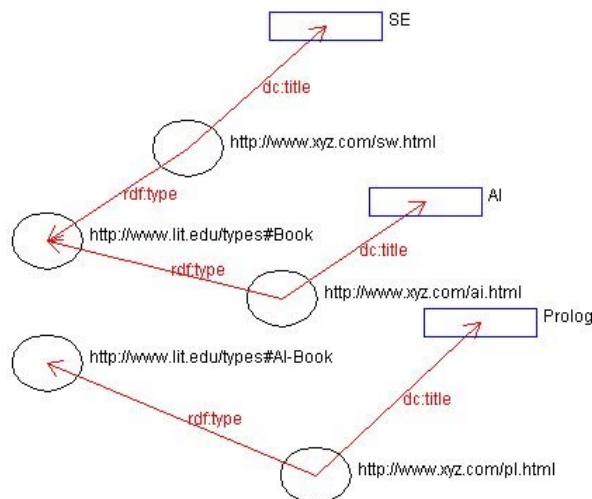 SE
dc:title
http://www.xyz.com/sw.html
rdf:type
AI
http://www.lit.edu/types#Book
dc:title
rdf:type
http://www.xyz.com/ai.html
Prolog
http://www.lit.edu/types#AI-Book
dc:title
rdf:type
http://www.xyz.com/pl.html